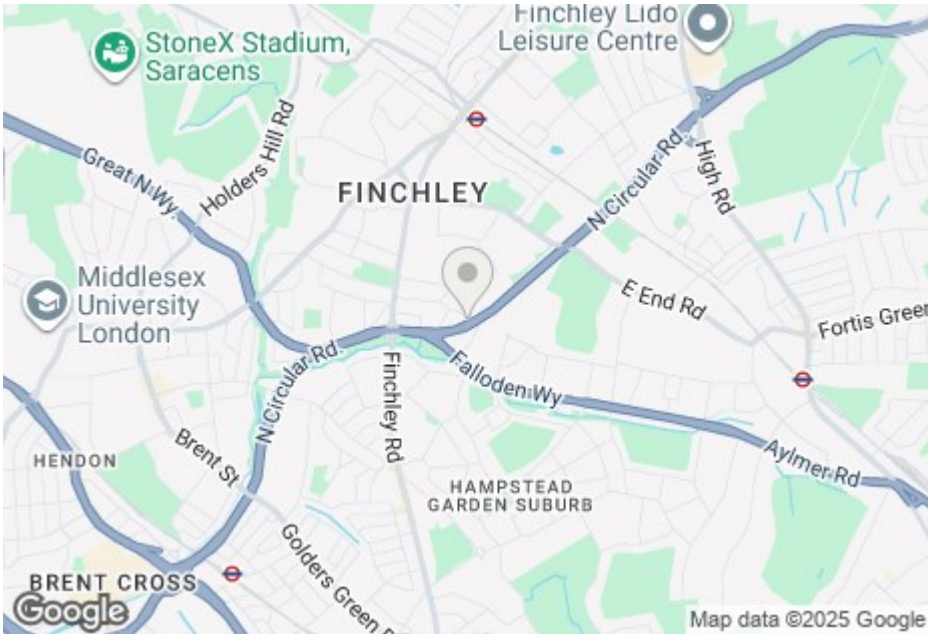 Finchley Lido
Leisure Centre
StoneX Stadium,
Saracens
Holders Hill Rd
Great N Wy.
High Rd
N Circular Rd.
FINCHLEY
Middlesex
University
London
E End Rd
Fortis Green
N Circular Rd.
Finchley Rd
Falloden Wy
Brent St
HENDON
Aylmer Rd
HAMPSTEAD
GARDEN SUBURB
Golders Green
BRENT CROSS
Google
Map data ©2025 Google